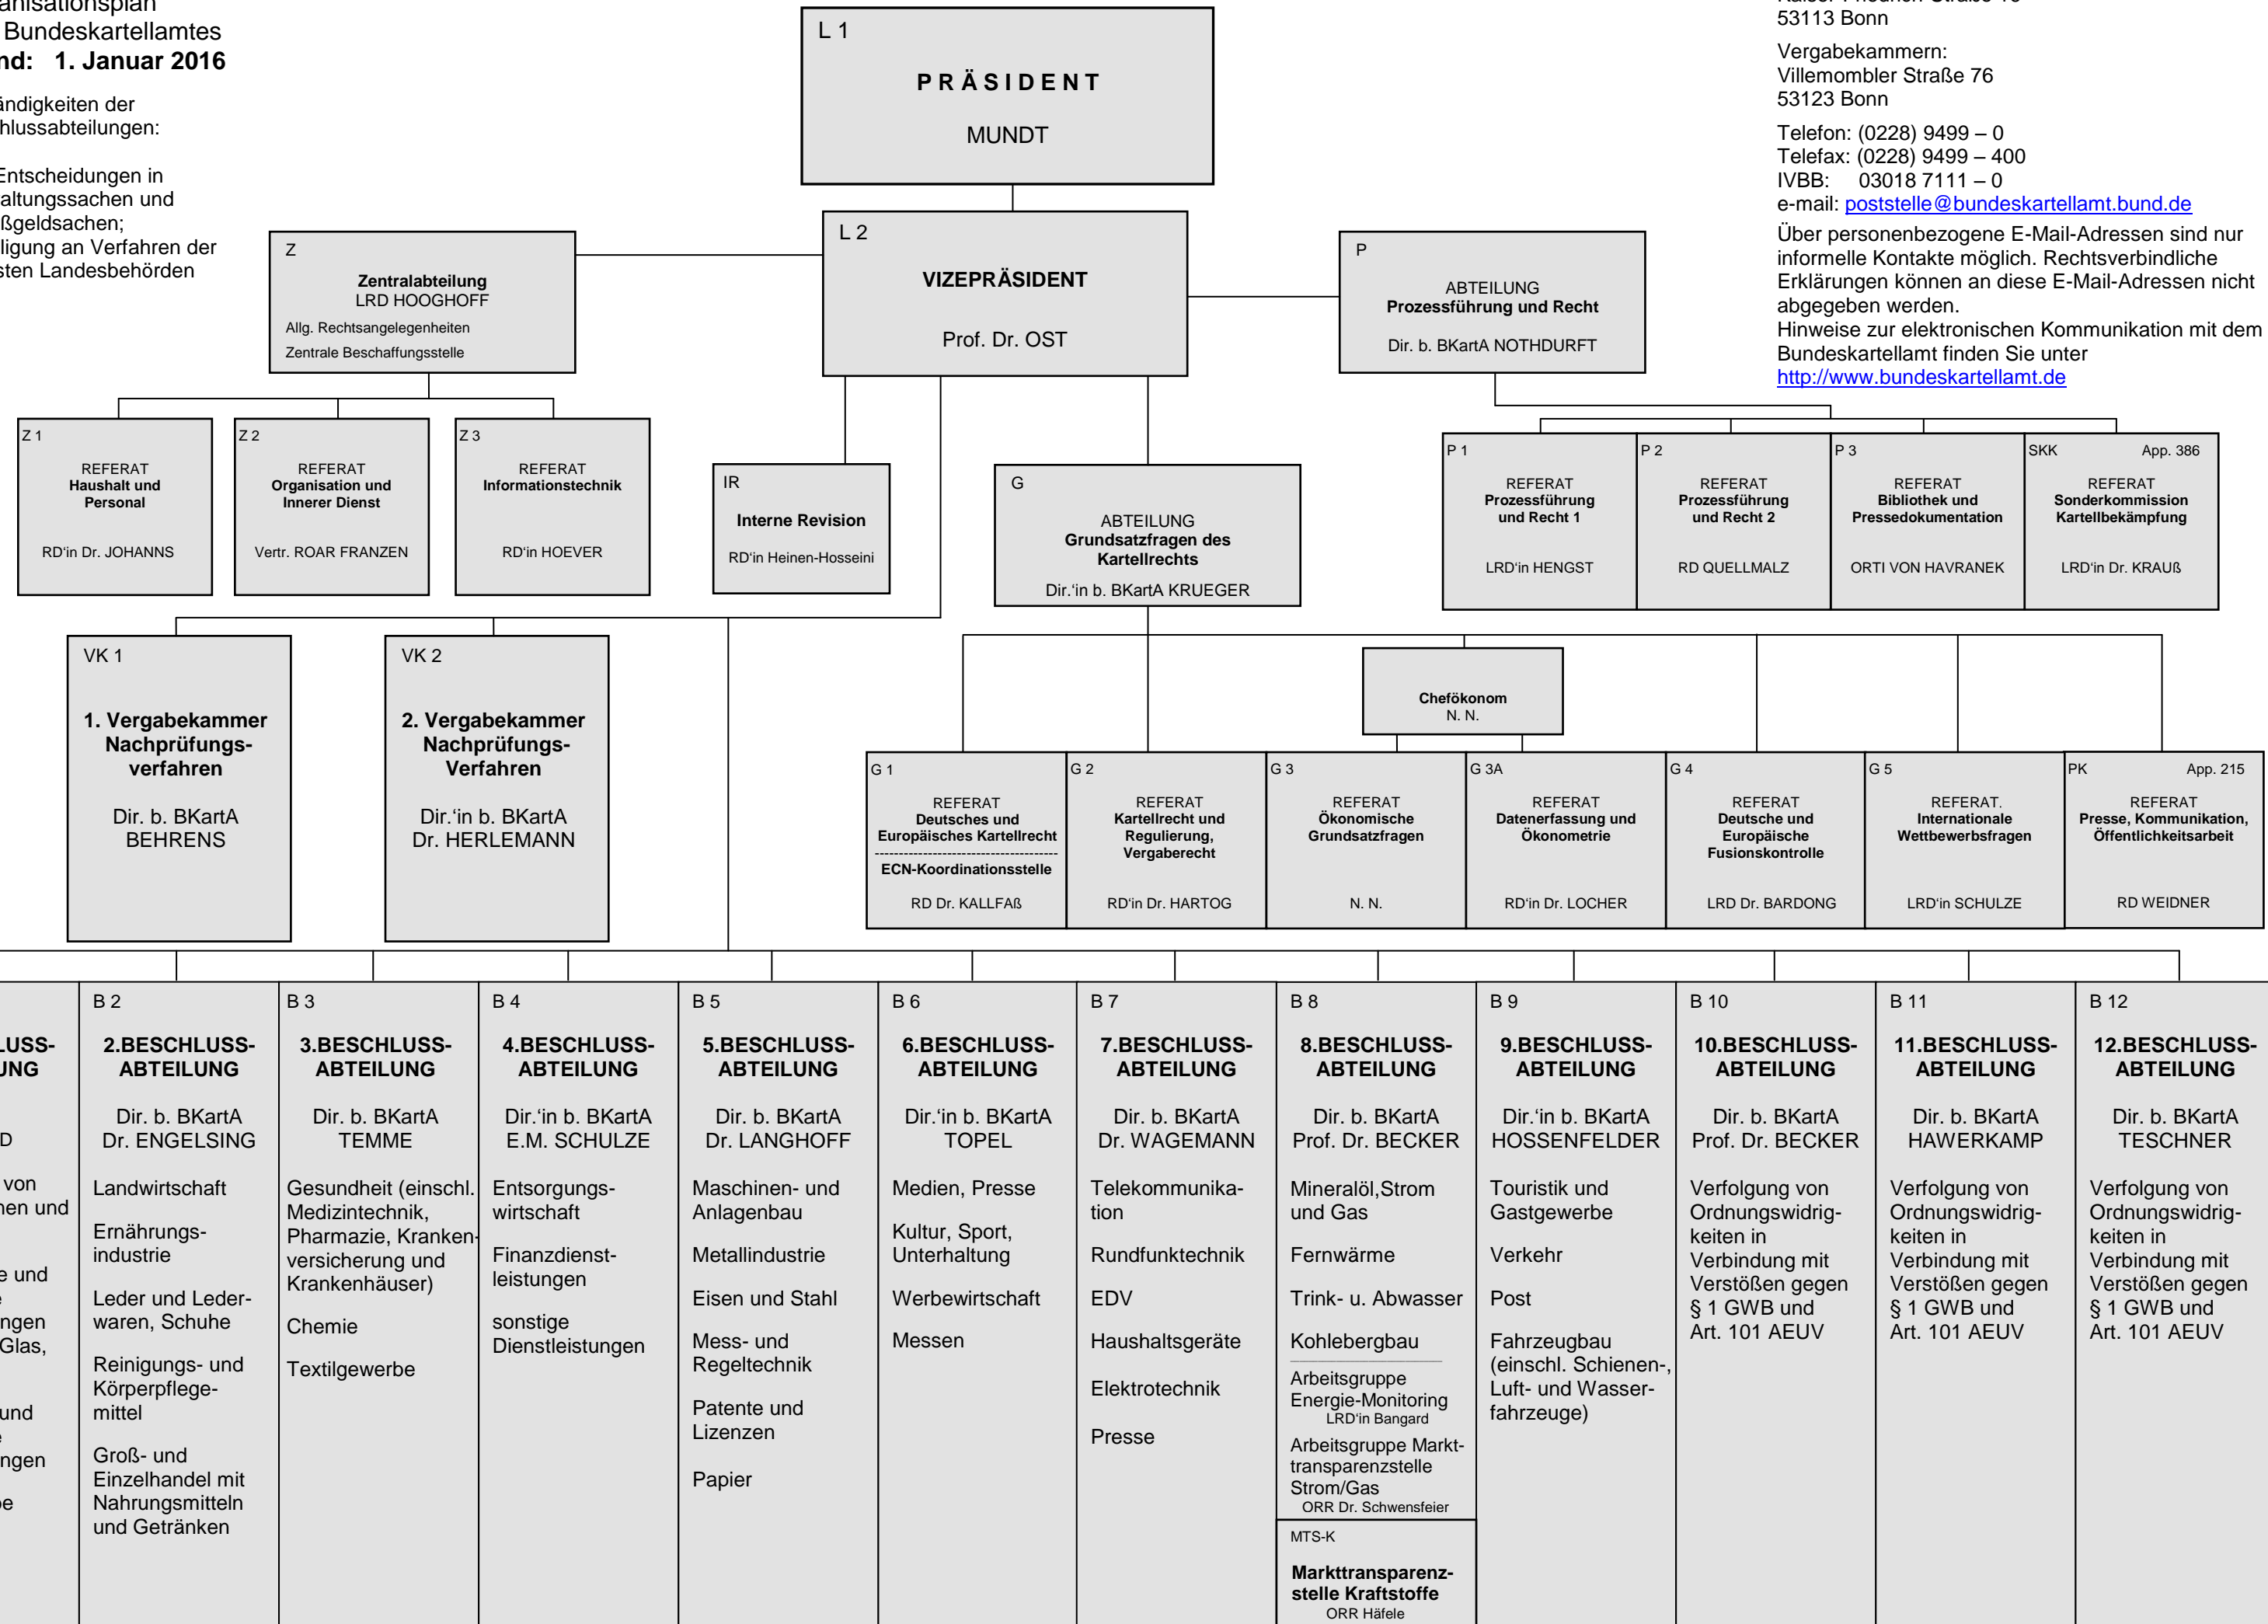 anisationsplan
Bundeskartellamtes
nd: 1. Januar 2016
ändigkeiten der
hlussabteilungen:
Entscheidungen in
altungssachen und
ßgeldsachen;
ligung an Verfahren der
sten Landesbehörden
L 1
PRÄSIDENT
MUNDT
53113 Bonn
Vergabekammern:
Villemombler Straße 76
53123 Bonn
Telefon: (0228) 9499 – 0
Telefax: (0228) 9499 – 400
IVBB: 03018 7111 – 0
e-mail: poststelle@bundeskartellamt.bund.de
Über personenbezogene E-Mail-Adressen sind nur
informelle Kontakte möglich. Rechtsverbindliche
Erklärungen können an diese E-Mail-Adressen nicht
abgegeben werden.
Hinweise zur elektronischen Kommunikation mit dem
Bundeskartellamt finden Sie unter
http://www.bundeskartellamt.de
Z
Zentralabteilung
LRD HOOGHOFF
Allg. Rechtsangelegenheiten
Zentrale Beschaffungsstelle
L 2
VIZEPRÄSIDENT
Prof. Dr. OST
P
ABTEILUNG
Prozessführung und Recht
Dir. b. BKartA NOTHDURFT
Z 1
REFERAT
Haushalt und
Personal
RD‘in Dr. JOHANNS
Z 2
REFERAT
Organisation und
Innerer Dienst
Vertr. ROAR FRANZEN
Z 3
REFERAT
Informationstechnik
RD‘in HOEVER
IR
Interne Revision
RD‘in Heinen-Hosseini
G
ABTEILUNG
Grundsatzfragen des
Kartellrechts
Dir.‘in b. BKartA KRUEGER
P 1
REFERAT
Prozessführung
und Recht 1
LRD‘in HENGST
P 2
REFERAT
Prozessführung
und Recht 2
RD QUELLMALZ
P 3
REFERAT
Bibliothek und
Pressedokumentation
ORTI VON HAVRANEK
SKK App. 386
REFERAT
Sonderkommission
Kartellbekämpfung
LRD‘in Dr. KRAUß
VK 1
1. Vergabekammer
Nachprüfungs-
verfahren
Dir. b. BKartA
BEHRENS
VK 2
2. Vergabekammer
Nachprüfungs-
Verfahren
Dir.‘in b. BKartA
Dr. HERLEMANN
Chefökonom
N. N.
G 1
REFERAT
Deutsches und
Europäisches Kartellrecht
--------------------------------------
ECN-Koordinationsstelle
RD Dr. KALLFAß
G 2
REFERAT
Kartellrecht und
Regulierung,
Vergaberecht
RD‘in Dr. HARTOG
G 3
REFERAT
Ökonomische
Grundsatzfragen
N. N.
G 3A
REFERAT
Datenerfassung und
Ökonometrie
RD‘in Dr. LOCHER
G 4
REFERAT
Deutsche und
Europäische
Fusionskontrolle
LRD Dr. BARDONG
G 5
REFERAT.
Internationale
Wettbewerbsfragen
LRD‘in SCHULZE
PK App. 215
REFERAT
Presse, Kommunikation,
Öffentlichkeitsarbeit
RD WEIDNER
LUSS-
UNG
D
von
nen und
e und
e
ngen
Glas,
und
e
ngen
be
B 2
2.BESCHLUSS-
ABTEILUNG
Dir. b. BKartA
Dr. ENGELSING
Landwirtschaft
Ernährungs-
industrie
Leder und Leder-
waren, Schuhe
Reinigungs- und
Körperpflege-
mittel
Groß- und
Einzelhandel mit
Nahrungsmitteln
und Getränken
B 3
3.BESCHLUSS-
ABTEILUNG
Dir. b. BKartA
TEMME
Gesundheit (einschl.
Medizintechnik,
Pharmazie, Kranken-
versicherung und
Krankenhäuser)
Chemie
Textilgewerbe
B 4
4.BESCHLUSS-
ABTEILUNG
Dir.‘in b. BKartA
E.M. SCHULZE
Entsorgungs-
wirtschaft
Finanzdienst-
leistungen
sonstige
Dienstleistungen
B 5
5.BESCHLUSS-
ABTEILUNG
Dir. b. BKartA
Dr. LANGHOFF
Maschinen- und
Anlagenbau
Metallindustrie
Eisen und Stahl
Mess- und
Regeltechnik
Patente und
Lizenzen
Papier
B 6
6.BESCHLUSS-
ABTEILUNG
Dir.‘in b. BKartA
TOPEL
Medien, Presse
Kultur, Sport,
Unterhaltung
Werbewirtschaft
Messen
B 7
7.BESCHLUSS-
ABTEILUNG
Dir. b. BKartA
Dr. WAGEMANN
Telekommunika-
tion
Rundfunktechnik
EDV
Haushaltsgeräte
Elektrotechnik
Presse
B 8
8.BESCHLUSS-
ABTEILUNG
Dir. b. BKartA
Prof. Dr. BECKER
Mineralöl,Strom
und Gas
Fernwärme
Trink- u. Abwasser
Kohlebergbau
Arbeitsgruppe
Energie-Monitoring
LRD‘in Bangard
Arbeitsgruppe Markt-
transparenzstelle
Strom/Gas
ORR Dr. Schwensfeier
MTS-K
Markttransparenz-
stelle Kraftstoffe
ORR Häfele
B 9
9.BESCHLUSS-
ABTEILUNG
Dir.‘in b. BKartA
HOSSENFELDER
Touristik und
Gastgewerbe
Verkehr
Post
Fahrzeugbau
(einschl. Schienen-,
Luft- und Wasser-
fahrzeuge)
B 10
10.BESCHLUSS-
ABTEILUNG
Dir. b. BKartA
Prof. Dr. BECKER
Verfolgung von
Ordnungswidrig-
keiten in
Verbindung mit
Verstößen gegen
§ 1 GWB und
Art. 101 AEUV
B 11
11.BESCHLUSS-
ABTEILUNG
Dir. b. BKartA
HAWERKAMP
Verfolgung von
Ordnungswidrig-
keiten in
Verbindung mit
Verstößen gegen
§ 1 GWB und
Art. 101 AEUV
B 12
12.BESCHLUSS-
ABTEILUNG
Dir. b. BKartA
TESCHNER
Verfolgung von
Ordnungswidrig-
keiten in
Verbindung mit
Verstößen gegen
§ 1 GWB und
Art. 101 AEUV